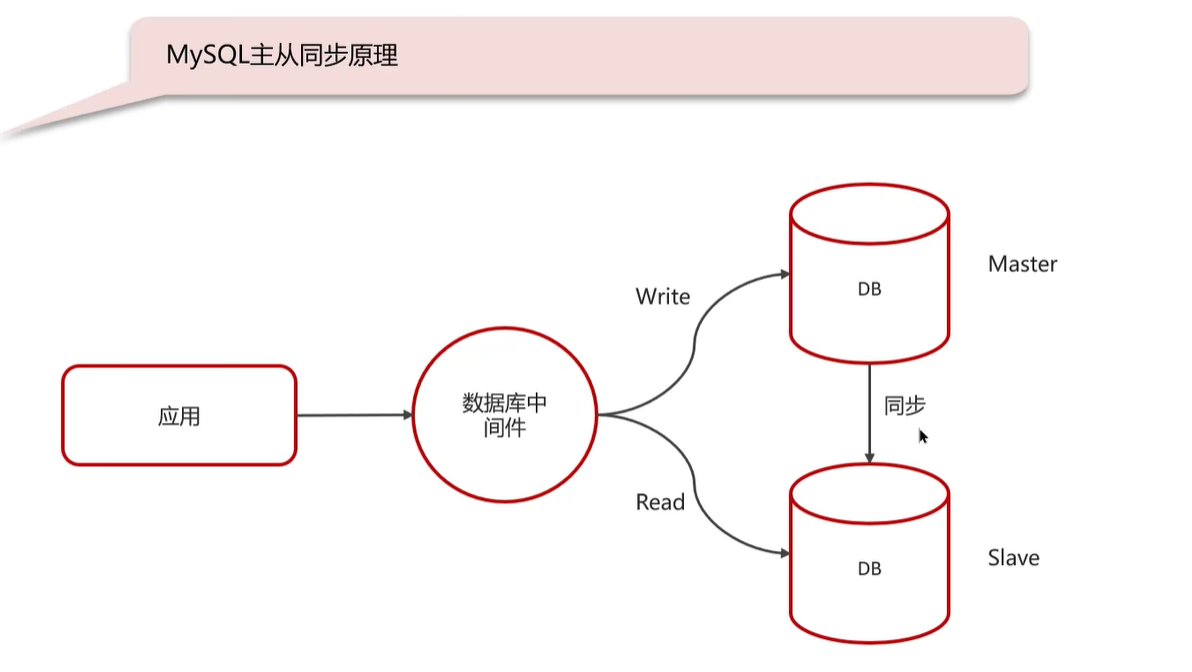 MySQL主从同步原理
Master
Write
DB
应用
数据库中
间件
同步
Read
Slave
DB